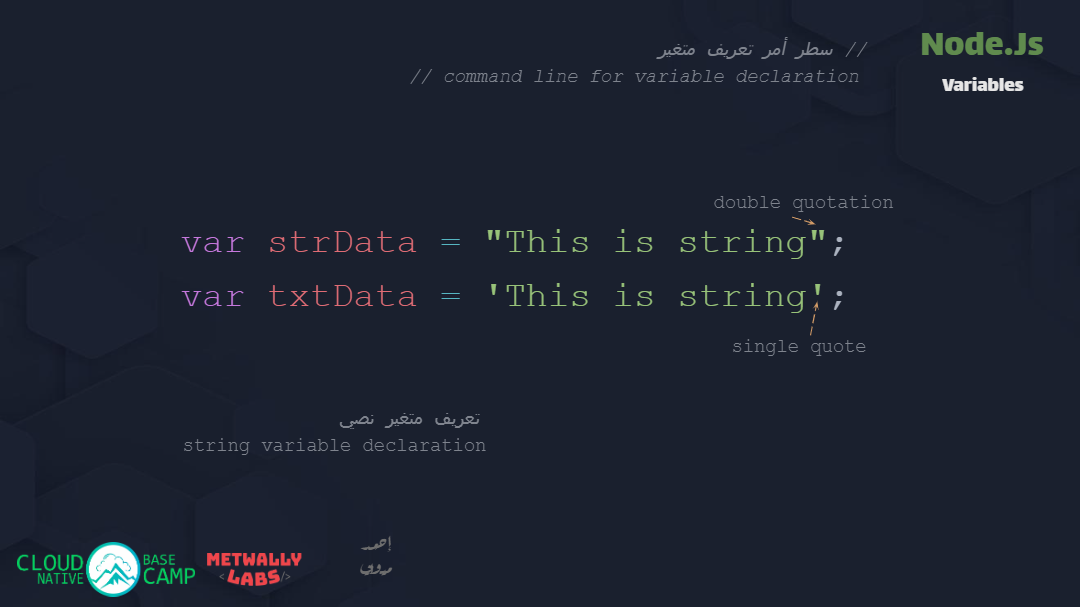 // سطر أمر تعريف متغير
// command line for variable declaration
Node.Js
Variables
double quotation
var strData = "This is string";
var txtData = 'This is string';
single quote
تعريف متغير نصي
string variable declaration
CLOUD NATIVE BASE CAMP
METWALLY
<LABS/>